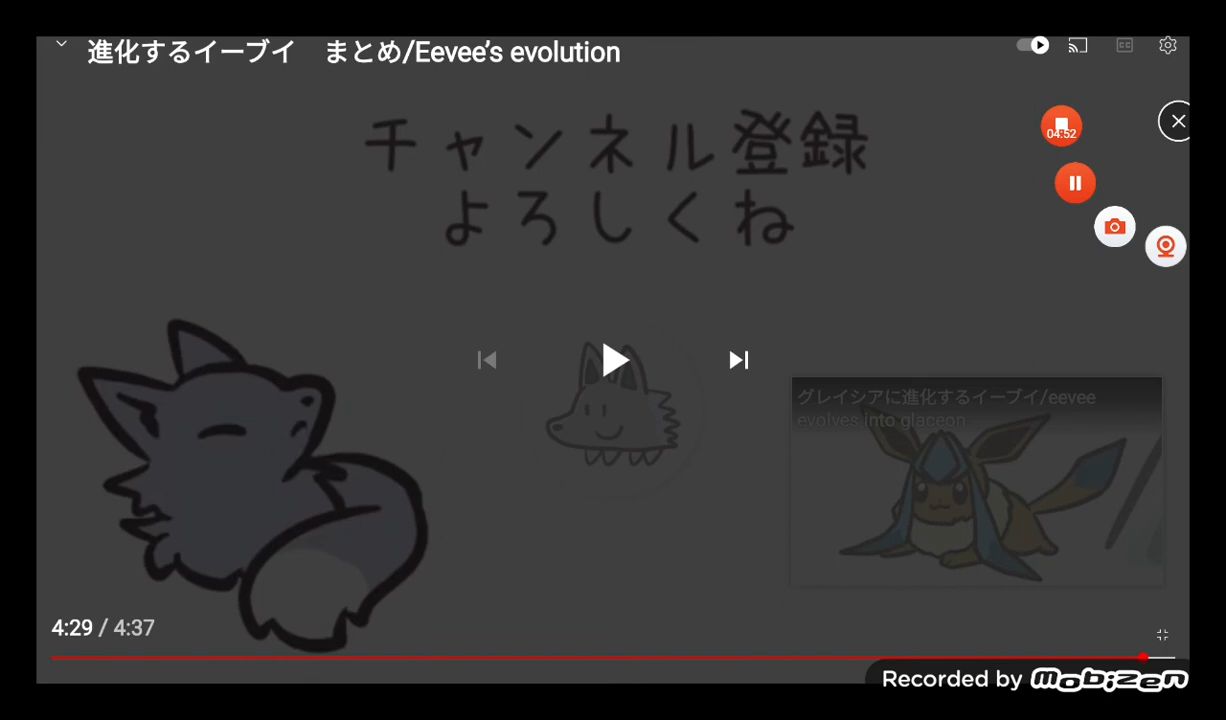 進化するイーブイ　まとめ/Eevee’s evolution
チャンネル登録
よろしくね
04:52
グレイシアに進化するイーブイ/eevee
evolves into glaceon
4:29 / 4:37
Recorded by Mobizen